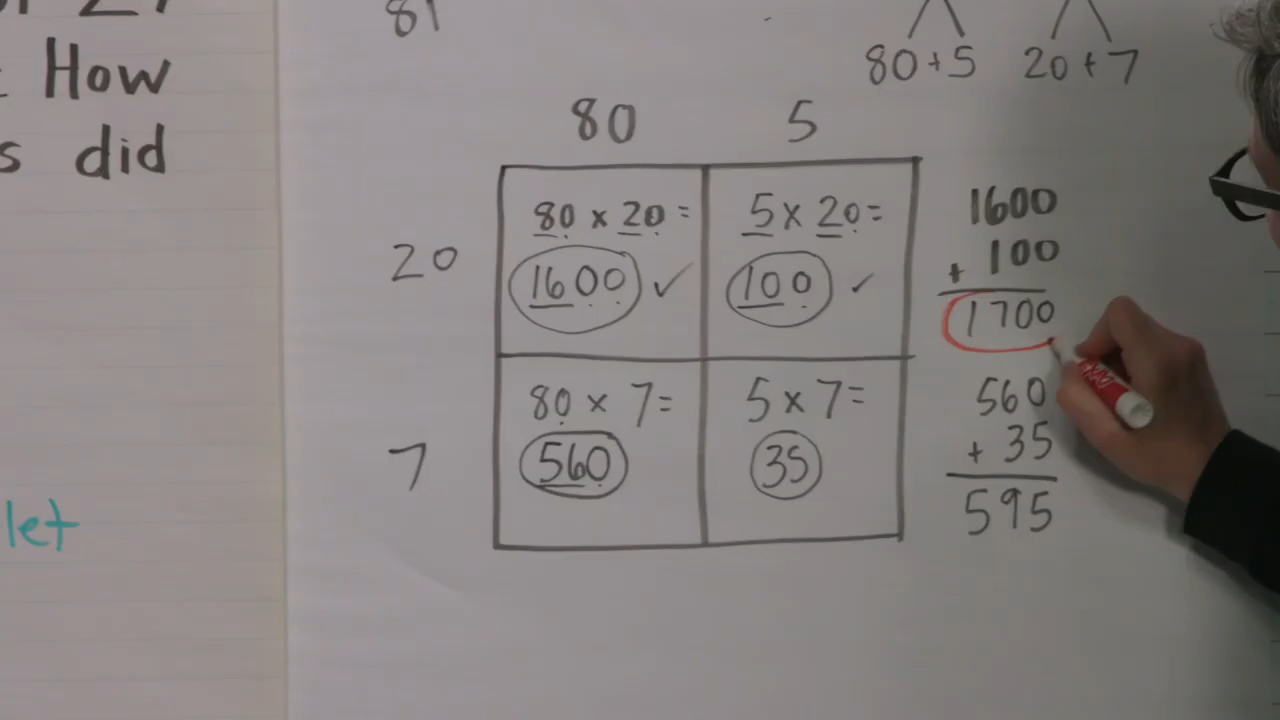 How
did
let
81
80 + 5
20 + 7
80 5
20
7
80 x 20 =
1600 ✓
5 x 20 =
100 ✓
80 x 7 =
560
5 x 7 =
35
1600
+ 100
1700
560
+ 35
595